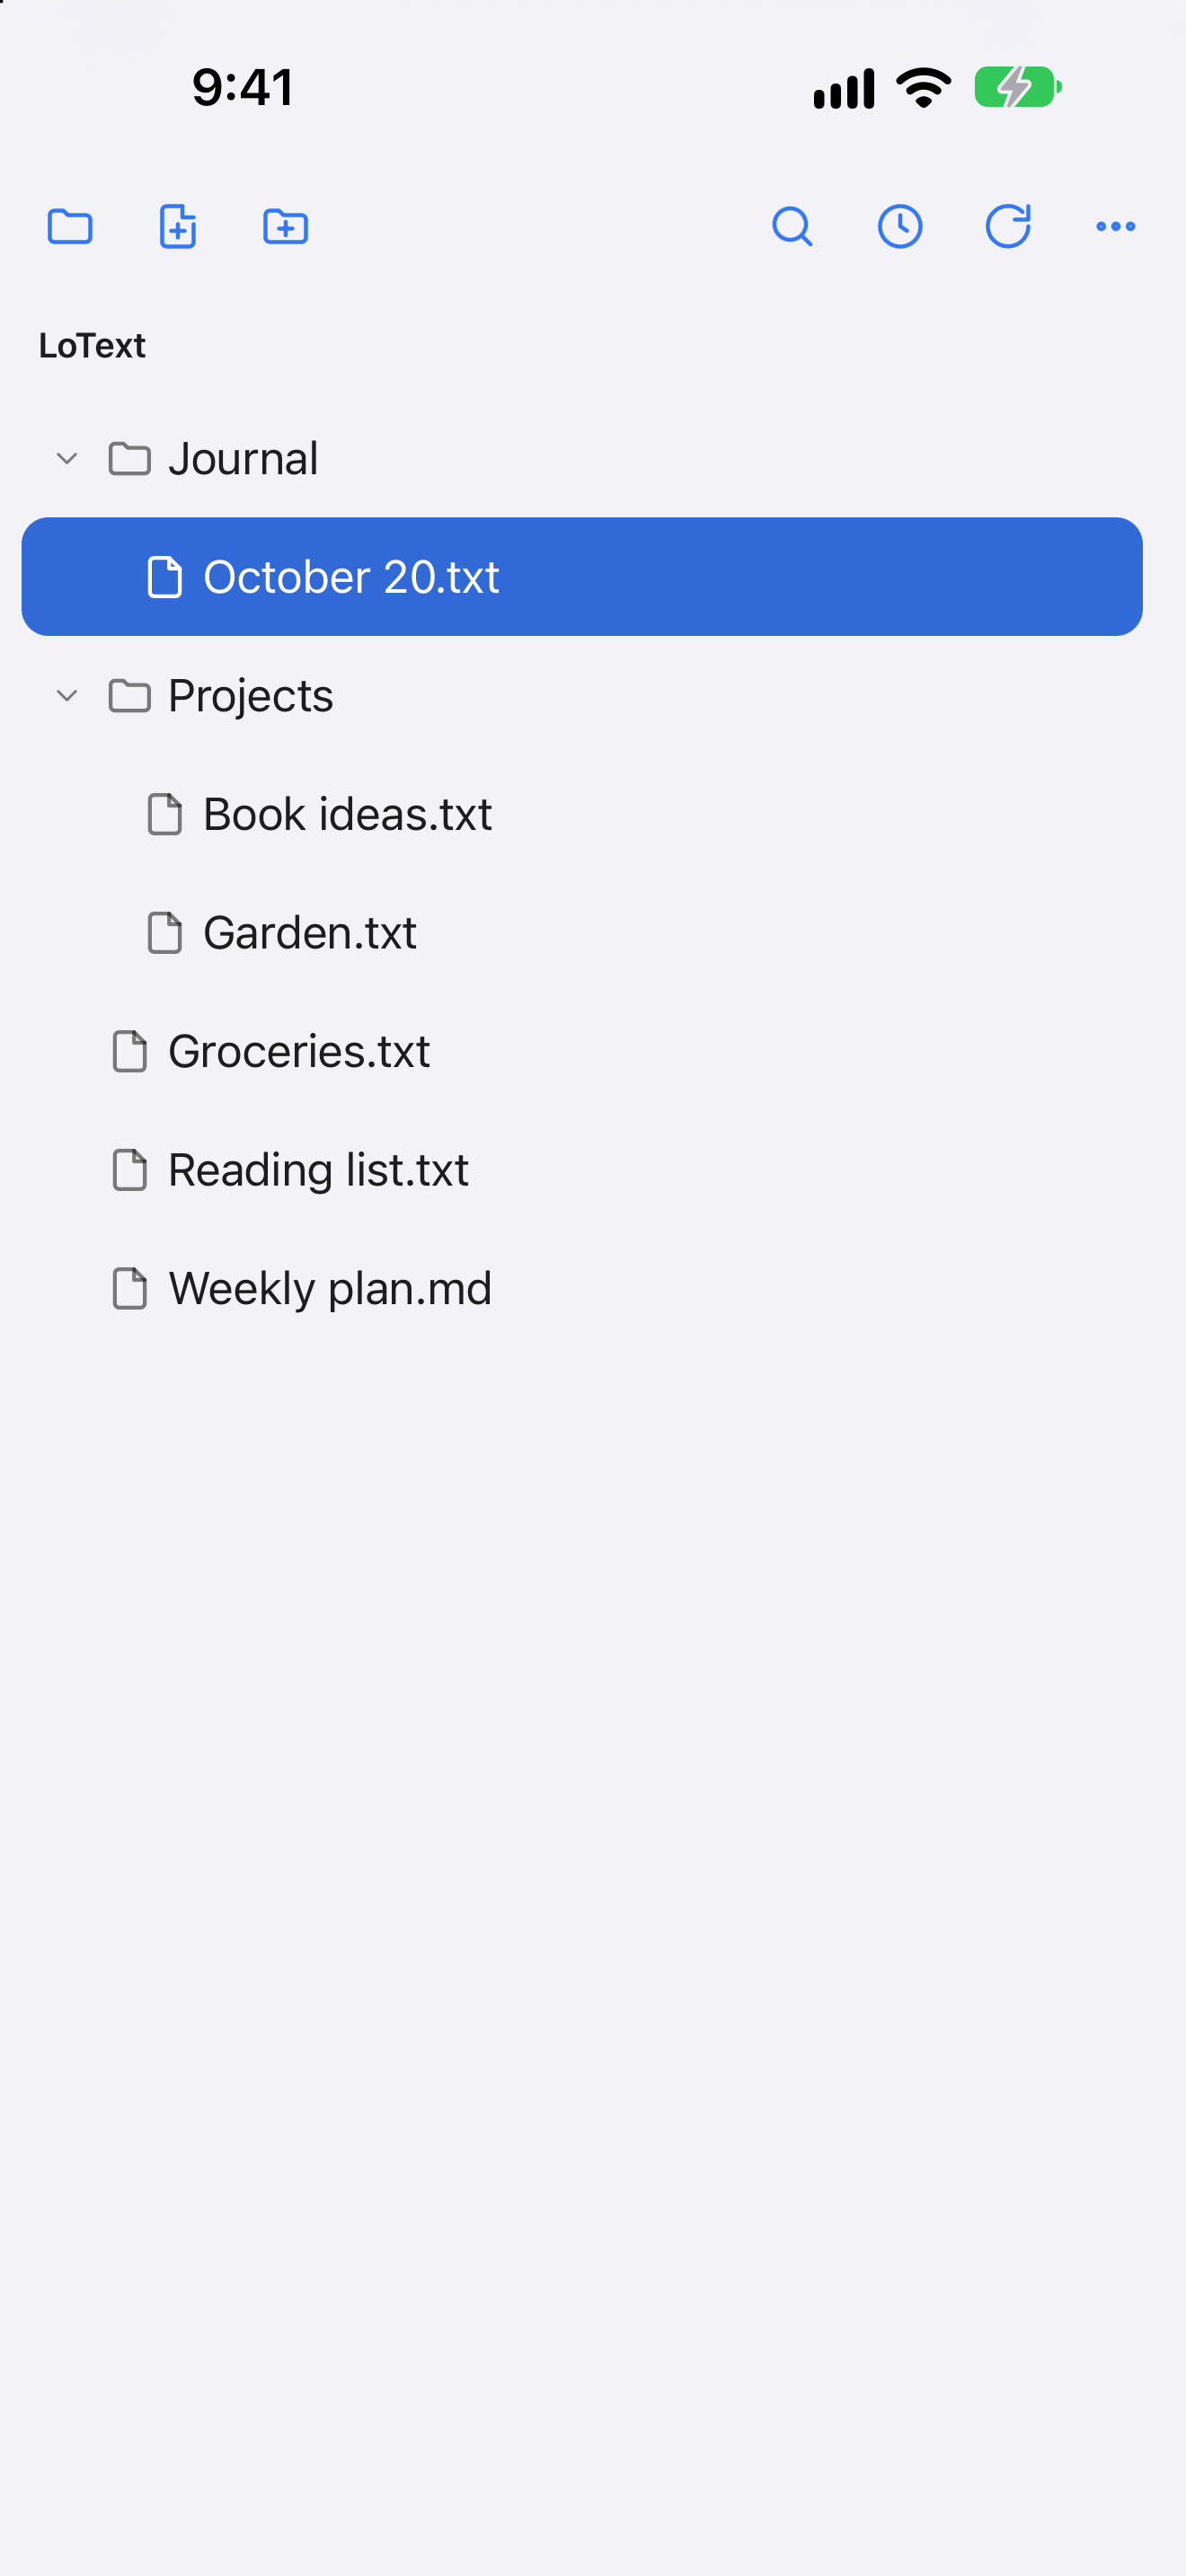 9:41
LoText
Journal
October 20.txt
Projects
Book ideas.txt
Garden.txt
Groceries.txt
Reading list.txt
Weekly plan.md